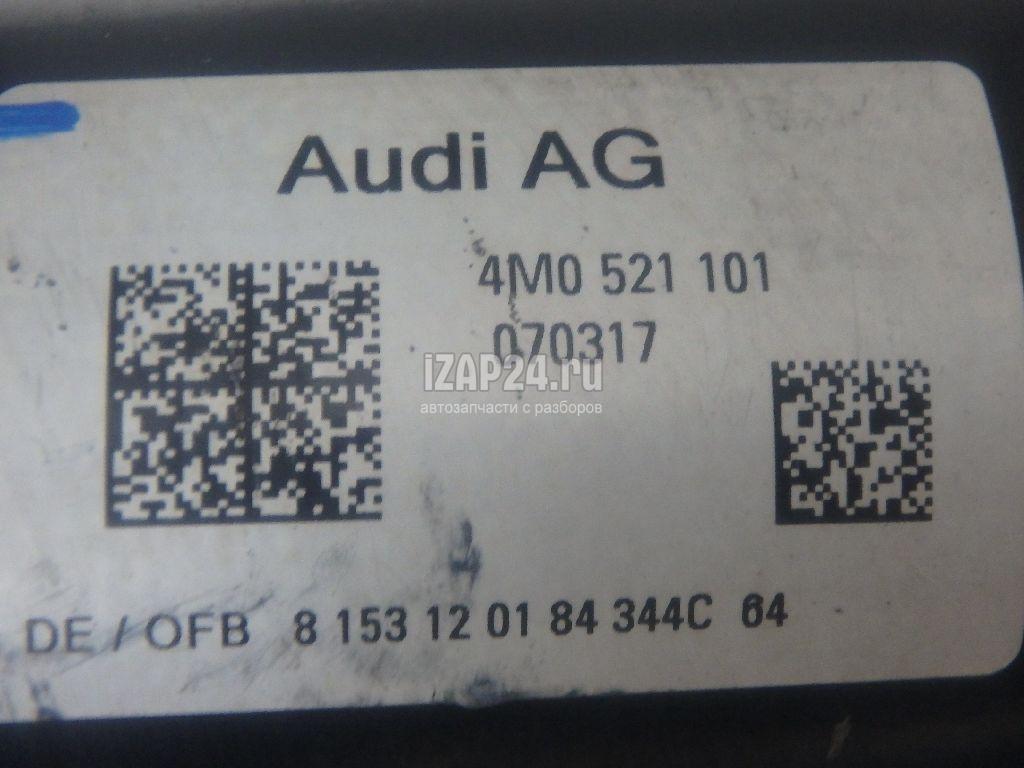 Audi AG
4M0 521 101
070317
iZAP24.ru
автозапчасти с разборов
DE / OFB 8 153 12 01 84 344C 64